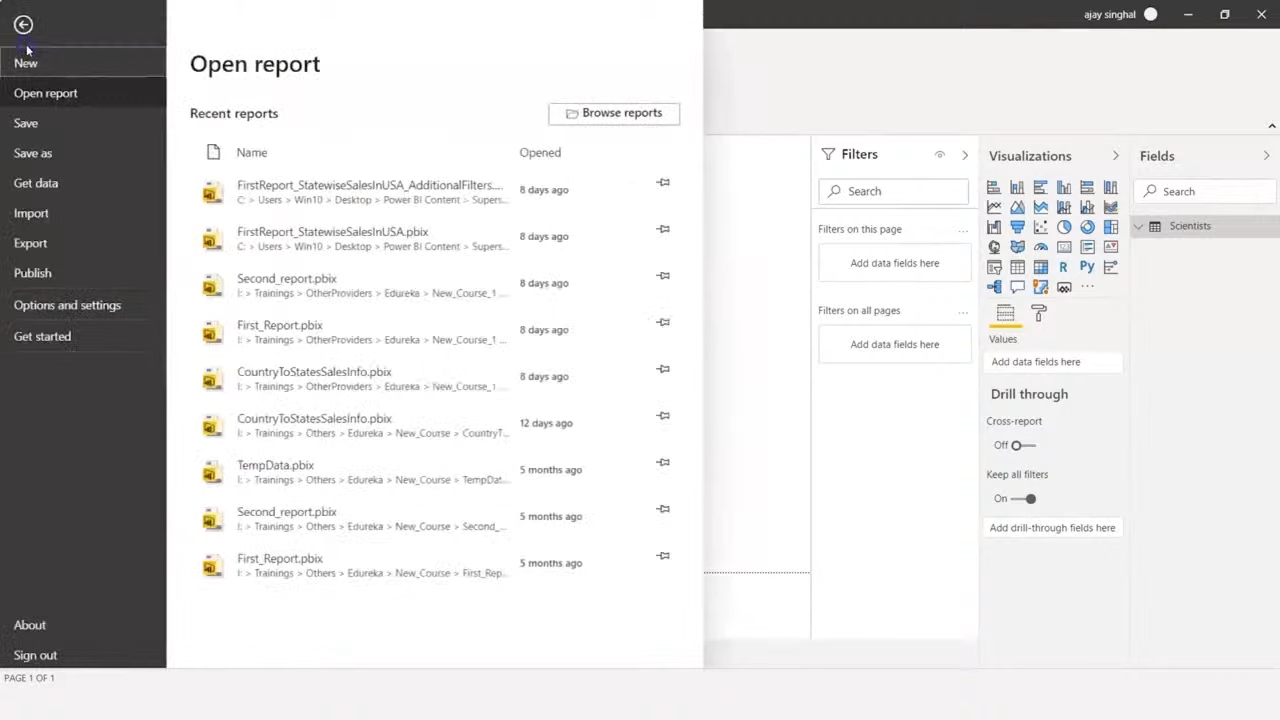 ajay singhal
New
Open report
Save
Save as
Get data
Import
Export
Publish
Options and settings
Get started
About
Sign out
Open report
Recent reports
Browse reports
Name
Opened
FirstReport_StatewiseSalesInUSA_AdditionalFilters....
C: > Users > Win10 > Desktop > Power BI Content > Supers...
8 days ago
FirstReport_StatewiseSalesInUSA.pbix
C: > Users > Win10 > Desktop > Power BI Content > Supers...
8 days ago
Second_report.pbix
I: > Trainings > OtherProviders > Edureka > New_Course_1 ...
8 days ago
First_Report.pbix
I: > Trainings > OtherProviders > Edureka > New_Course_1 ...
8 days ago
CountryToStatesSalesInfo.pbix
I: > Trainings > OtherProviders > Edureka > New_Course_1 ...
8 days ago
CountryToStatesSalesInfo.pbix
I: > Trainings > Others > Edureka > New_Course > CountryT...
12 days ago
TempData.pbix
I: > Trainings > Others > Edureka > New_Course > TempDat...
5 months ago
Second_report.pbix
I: > Trainings > Others > Edureka > New_Course > Second_...
5 months ago
First_Report.pbix
I: > Trainings > Others > Edureka > New_Course > First_Rep...
5 months ago
Filters
Search
Filters on this page
...
Add data fields here
Filters on all pages
...
Add data fields here
Visualizations
R Py
...
Values
Add data fields here
Drill through
Cross-report
Off
Keep all filters
On
Add drill-through fields here
Fields
Search
Scientists
PAGE 1 OF 1